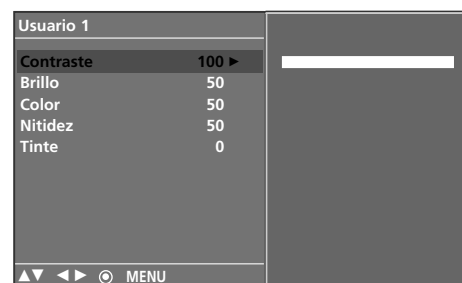 Usuario 1
Contraste 100 ►
Brillo 50
Color 50
Nitidez 50
Tinte 0
▲▼ ◄► ◉ MENU